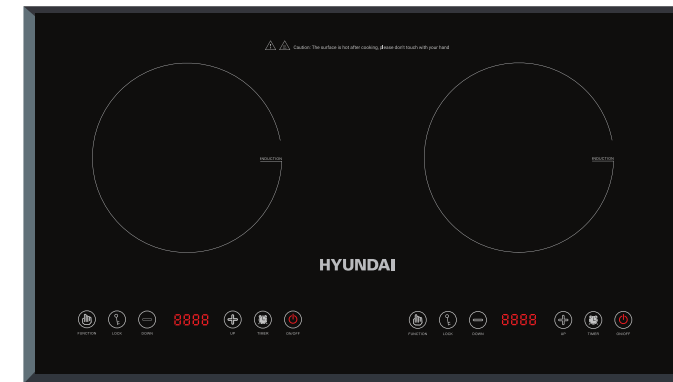 Caution: The surface is hot after cooking, please don't touch with your hand
INDUCTION INDUCTION
HYUNDAI
8888 8888
FUNCTION LOCK DOWN UP TIMER ON/OFF FUNCTION LOCK DOWN UP TIMER ON/OFF